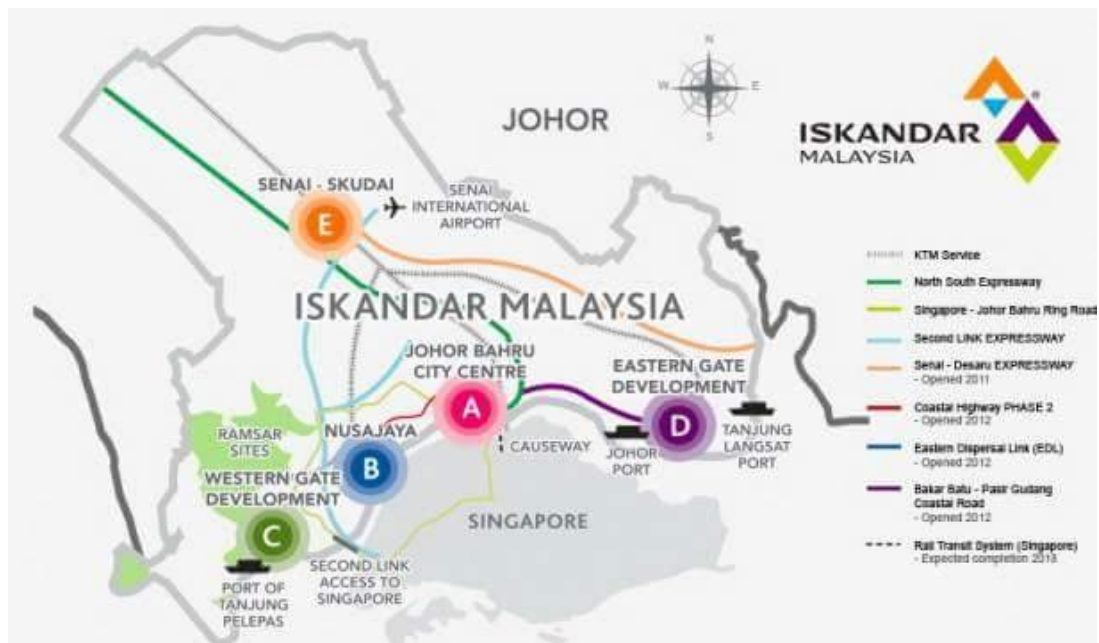 N
W
E
S
JOHOR
ISKANDAR
MALAYSIA
®
SENAI - SKUDAI
E
SENAI
INTERNATIONAL
AIRPORT
ISKANDAR MALAYSIA
JOHOR BAHRU
CITY CENTRE
A
EASTERN GATE
DEVELOPMENT
D
RAMSAR
SITES
NUSAJAYA
B
CAUSEWAY
JOHOR
PORT
TANJUNG
LANGSAT
PORT
WESTERN GATE
DEVELOPMENT
C
SINGAPORE
PORT OF
TANJUNG
PELEPAS
SECOND LINK
ACCESS TO
SINGAPORE
KTM Service
North South Expressway
Singapore - Johor Bahru Ring Road
Second LINK EXPRESSWAY
Senai - Desaru EXPRESSWAY
- Opened 2011
Coastal Highway PHASE 2
- Opened 2012
Eastern Dispersal Link (EDL)
- Opened 2012
Bakar Batu - Pasir Gudang
Coastal Road
- Opened 2012
Rail Transit System (Singapore)
- Expected completion 2018